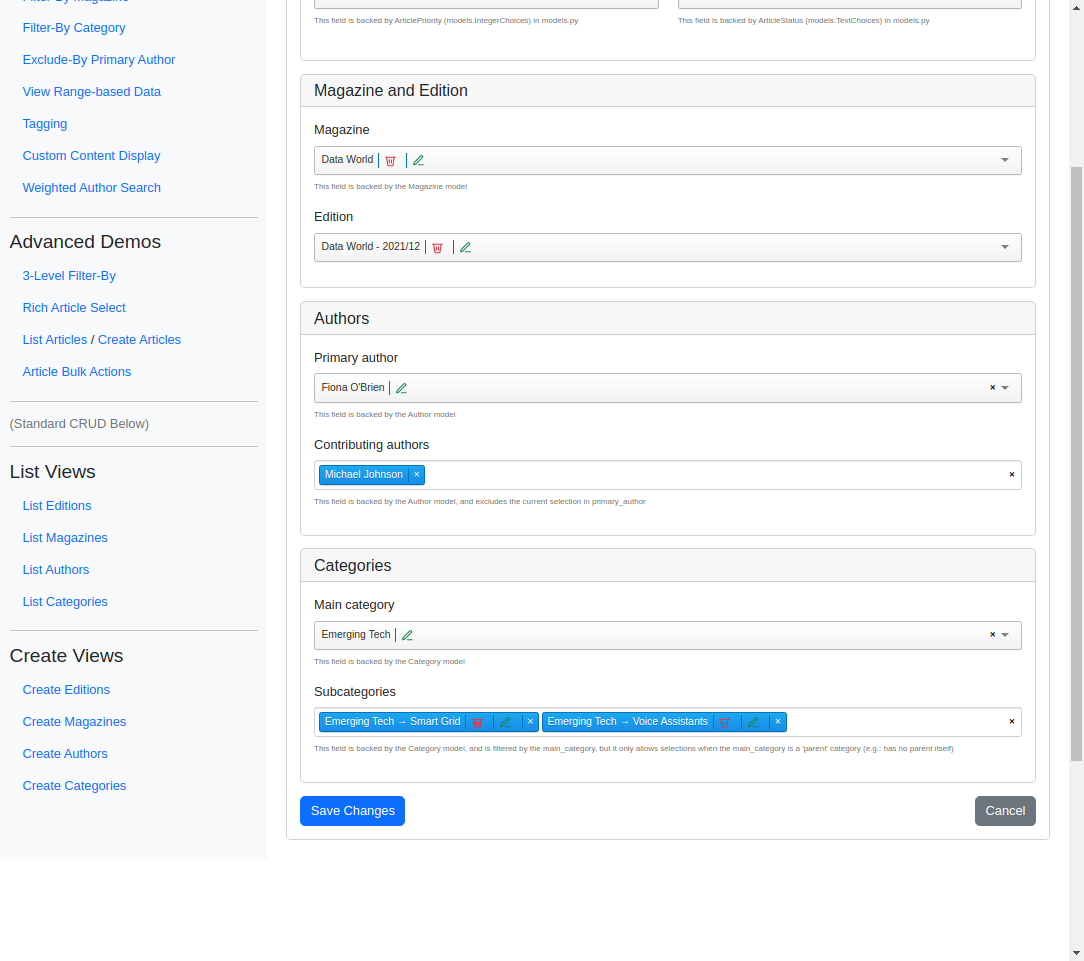 Filter-By Magazine
Filter-By Category
Exclude-By Primary Author
View Range-based Data
Tagging
Custom Content Display
Weighted Author Search
Advanced Demos
3-Level Filter-By
Rich Article Select
List Articles / Create Articles
Article Bulk Actions
(Standard CRUD Below)
List Views
List Editions
List Magazines
List Authors
List Categories
Create Views
Create Editions
Create Magazines
Create Authors
Create Categories
This field is backed by ArticlePriority (models.IntegerChoices) in models.py
This field is backed by ArticleStatus (models.TextChoices) in models.py
Magazine and Edition
Magazine
Data World
This field is backed by the Magazine model
Edition
Data World - 2021/12
Authors
Primary author
Fiona O'Brien ×
This field is backed by the Author model
Contributing authors
Michael Johnson × ×
This field is backed by the Author model, and excludes the current selection in primary_author
Categories
Main category
Emerging Tech ×
This field is backed by the Category model
Subcategories
Emerging Tech → Smart Grid × Emerging Tech → Voice Assistants × ×
This field is backed by the Category model, and is filtered by the main_category, but it only allows selections when the main_category is a 'parent' category (e.g.: has no parent itself)
Save Changes
Cancel